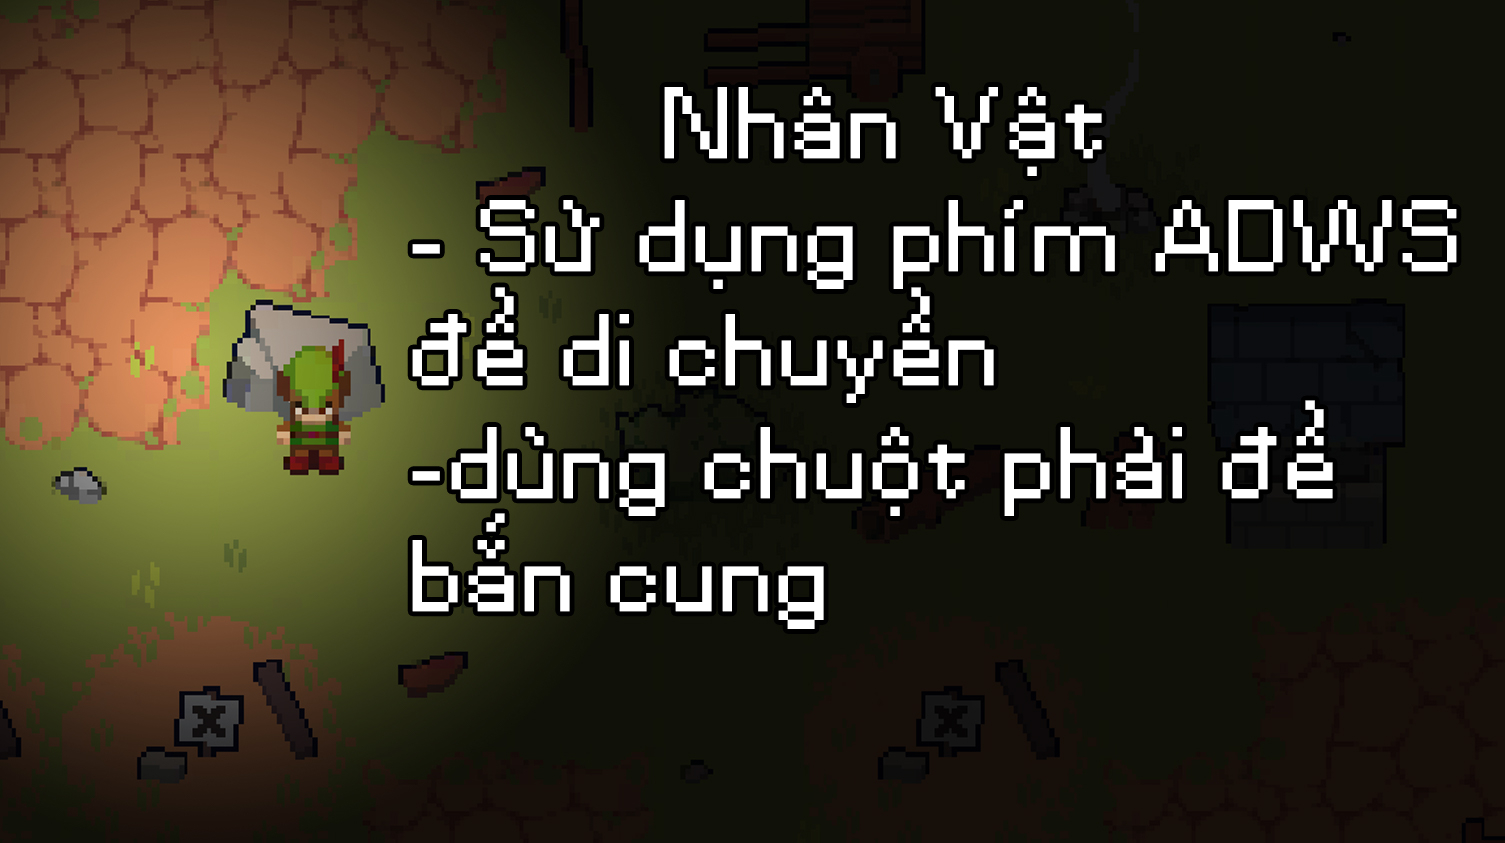 Nhân Vật
- Sử dụng phím ADWS
để di chuyển
-dùng chuột phải để
bắn cung